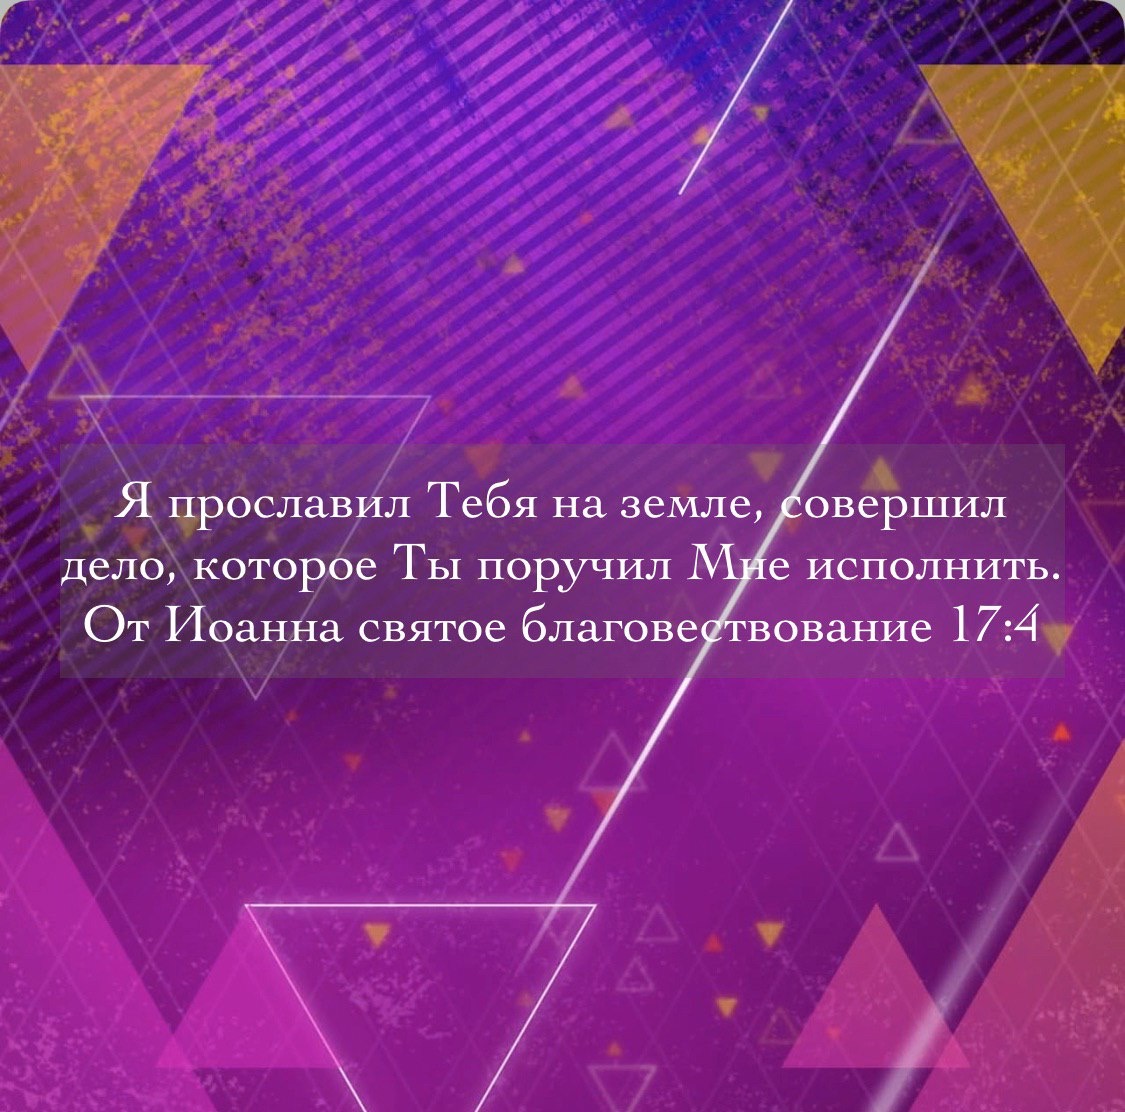 Я прославил Тебя на земле, совершил
дело, которое Ты поручил Мне исполнить.
От Иоанна святое благовествование 17:4